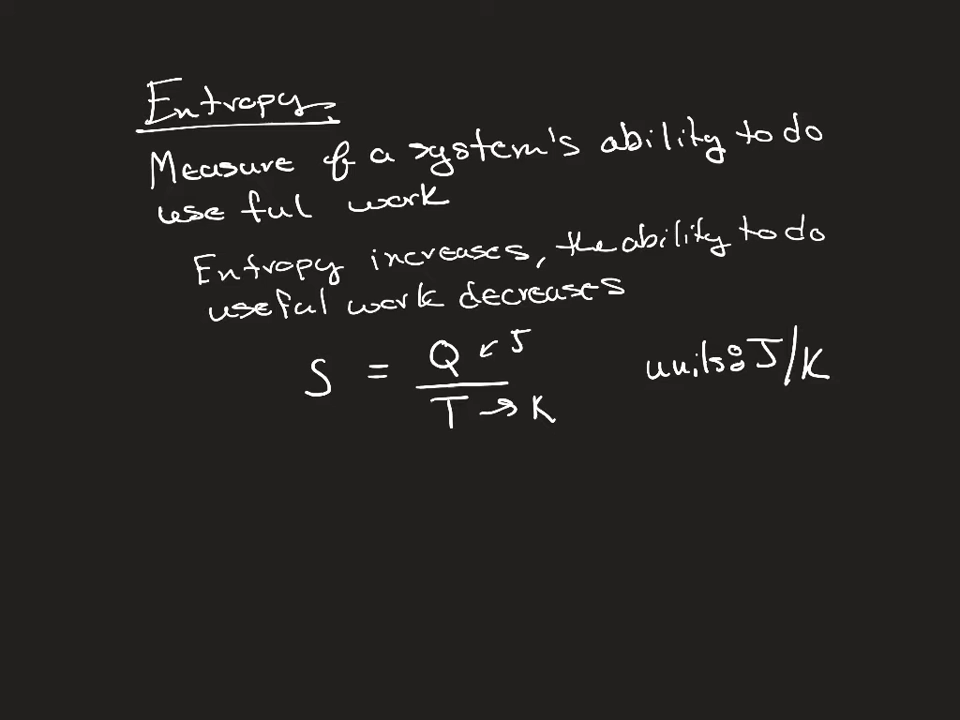 Entropy:
Measure of a system's ability to do
useful work
Entropy increases, the ability to do
useful work decreases
S = Q ↙ J / T → K
units: J/K